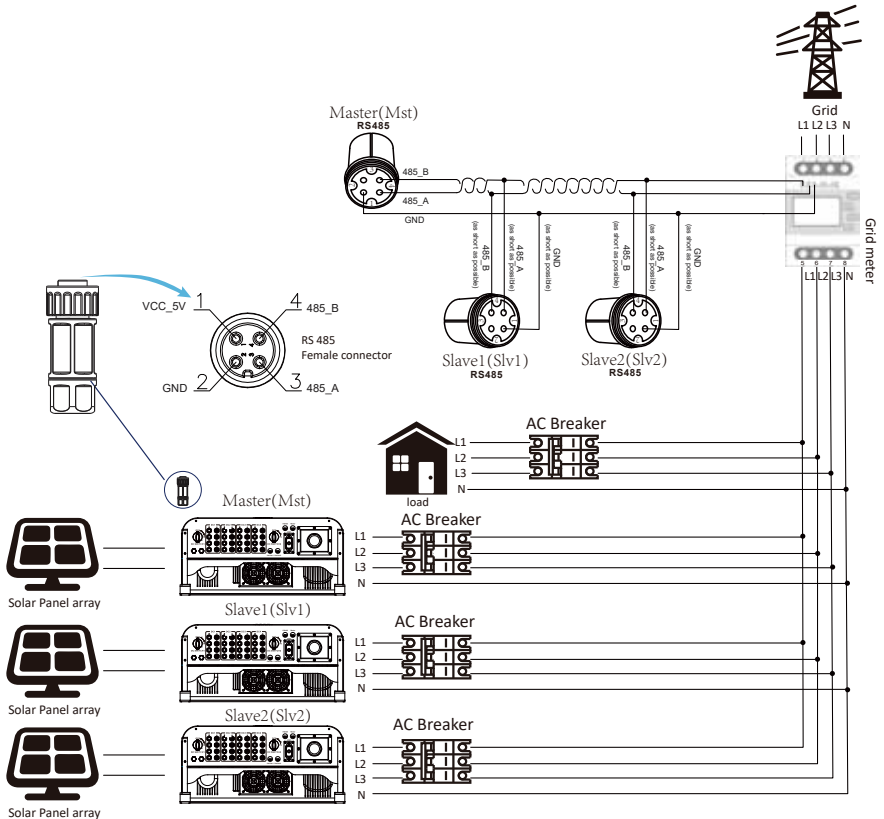 Grid
L1 L2 L3 N
Master(Mst)
RS485
485_B
485_A
GND
Grid meter
485_B
(as short as possible)
485_A
(as short as possible)
GND
(as short as possible)
485_B
(as short as possible)
485_A
(as short as possible)
GND
(as short as possible)
5 6 7 8
L1 L2 L3 N
VCC_5V 1
4 485_B
RS 485
Female connector
GND 2
3 485_A
Slave1(Slv1)
RS485
Slave2(Slv2)
RS485
AC Breaker
L1
L2
L3
N
load
Master(Mst)
AC Breaker
L1
L2
L3
N
Solar Panel array
Slave1(Slv1)
AC Breaker
L1
L2
L3
N
Solar Panel array
Slave2(Slv2)
AC Breaker
L1
L2
L3
N
Solar Panel array